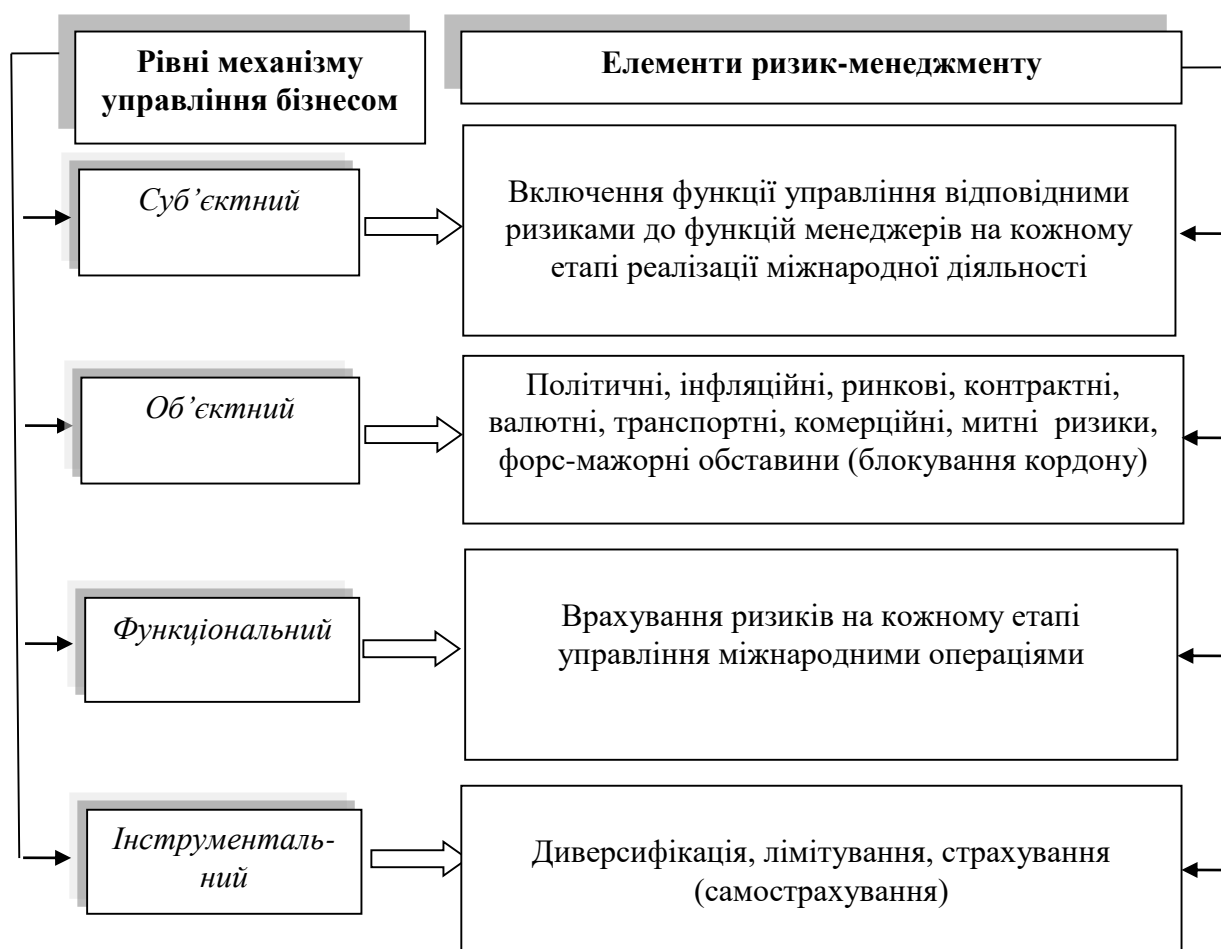 Рівні механізму
управління бізнесом
Елементи ризик-менеджменту
Суб’єктний
Включення функції управління відповідними
ризиками до функцій менеджерів на кожному
етапі реалізації міжнародної діяльності
Об’єктний
Політичні, інфляційні, ринкові, контрактні,
валютні, транспортні, комерційні, митні ризики,
форс-мажорні обставини (блокування кордону)
Функціональний
Врахування ризиків на кожному етапі
управління міжнародними операціями
Інструменталь-
ний
Диверсифікація, лімітування, страхування
(самострахування)